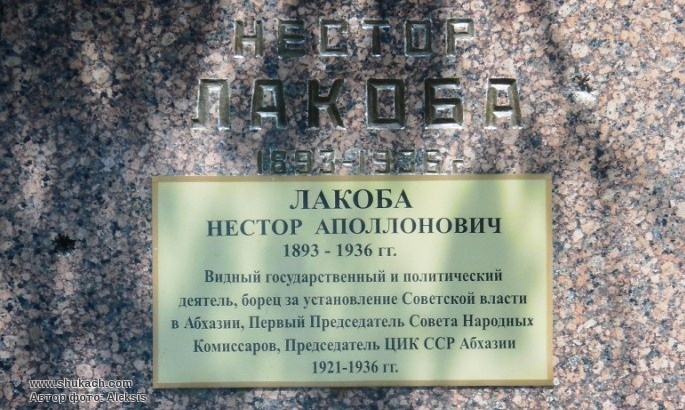 НЕСТОР
ЛАКОБА
1893-1936 г
ЛАКОБА
НЕСТОР АПОЛЛОНОВИЧ
1893 - 1936 гг.
Видный государственный и политический
деятель, борец за установление Советской власти
в Абхазии, Первый Председатель Совета Народных
Комиссаров, Председатель ЦИК ССР Абхазии
1921-1936 гг.
www.shukach.com
Автор фото: Aleksis